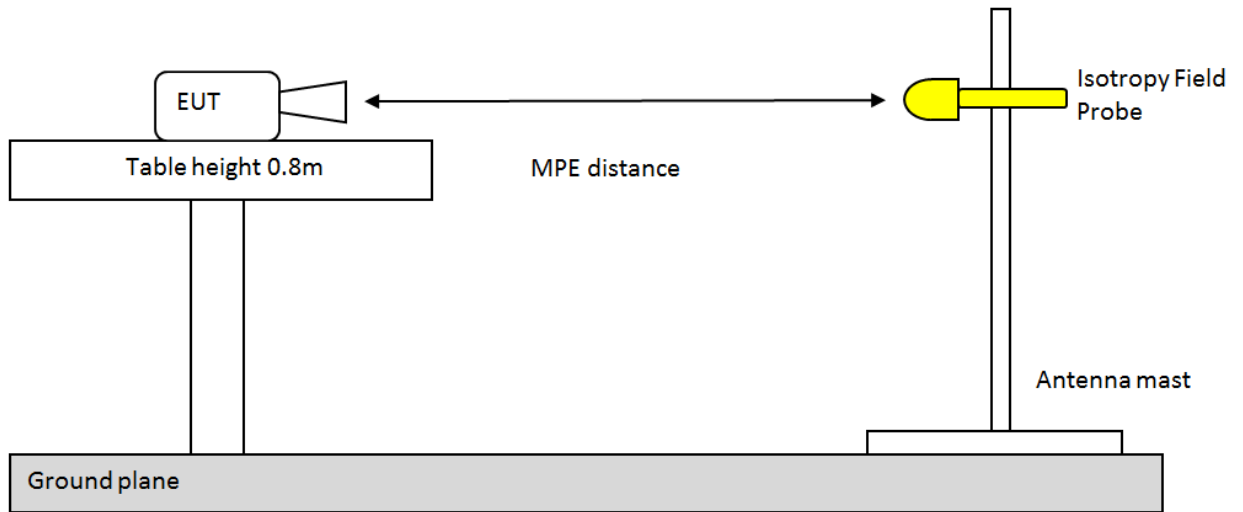 EUT
Isotropy Field
Probe
Table height 0.8m
MPE distance
Antenna mast
Ground plane